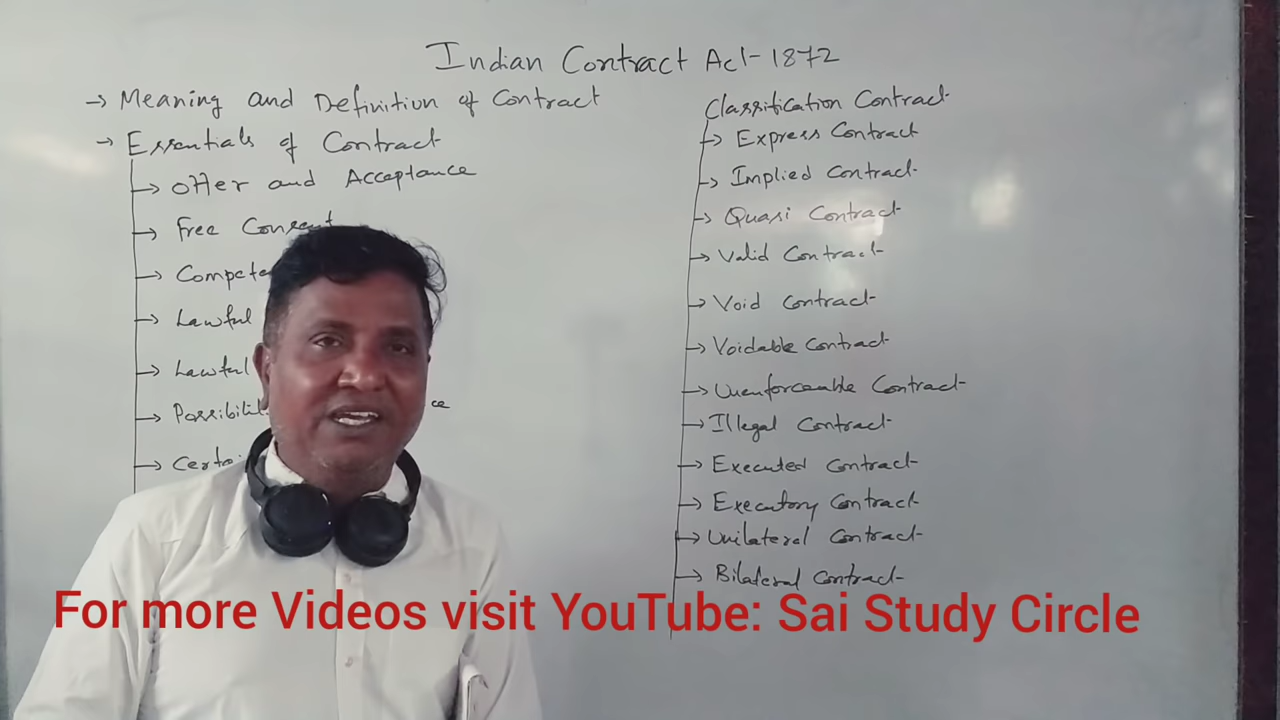 Indian Contract Act-1872
→ Meaning and Definition of Contract
→ Essentials of Contract
→ Offer and Acceptance
→ Free Consent
→ Lawful
→ Lawful
Classification Contract
→ Express Contract
→ Implied Contract
→ Quasi Contract
→ Valid Contract
→ Void Contract
→ Voidable Contract
→ Unenforceable Contract
→ Illegal Contract
→ Executed Contract
→ Executory Contract
→ Unilateral Contract
→ Bilateral Contract
For more Videos visit YouTube: Sai Study Circle